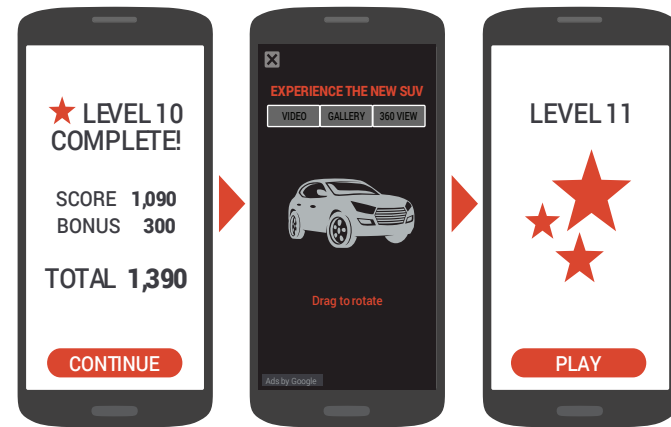 LEVEL 10
COMPLETE!
SCORE 1,090
BONUS 300
TOTAL 1,390
CONTINUE
EXPERIENCE THE NEW SUV
VIDEO GALLERY 360 VIEW
Drag to rotate
Ads by Google
LEVEL 11
PLAY